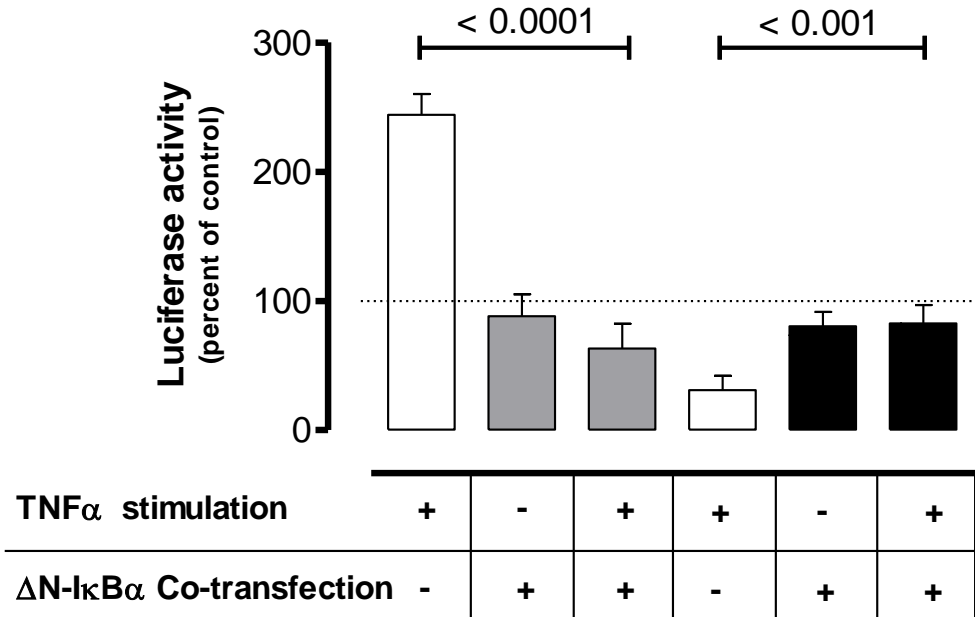 < 0.0001 < 0.001
Luciferase activity
(percent of control)
300
200
100
0
TNFα stimulation + - + + - +
ΔN-IκBα Co-transfection - + + - + +